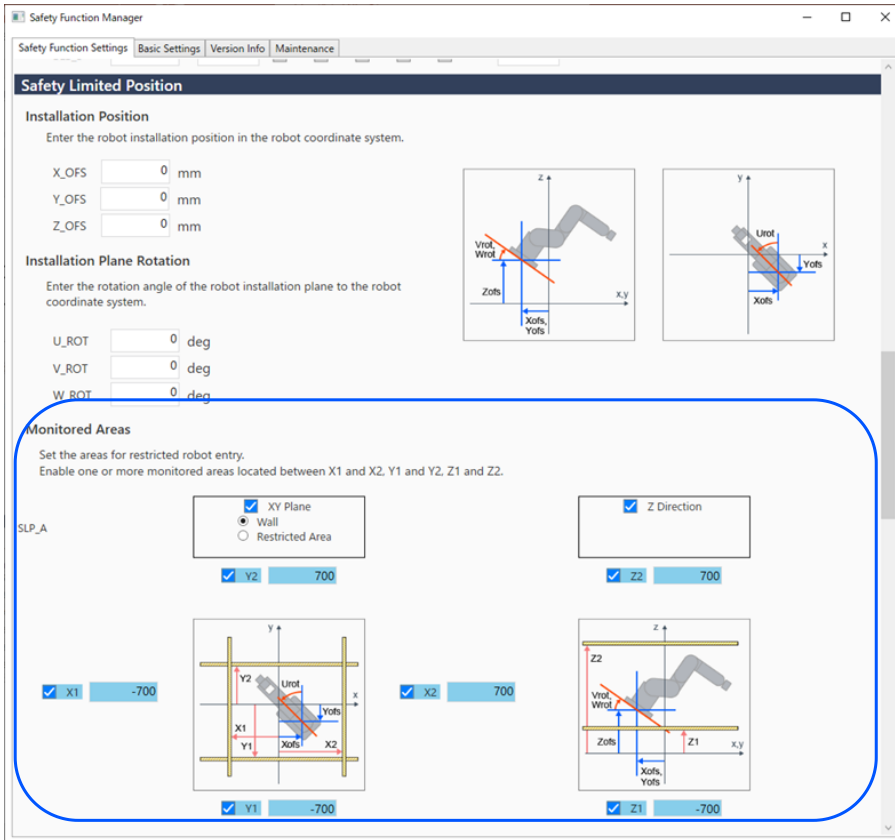 Safety Function Manager
Safety Function Settings Basic Settings Version Info Maintenance
Safety Limited Position
Installation Position
Enter the robot installation position in the robot coordinate system.
X_OFS 0 mm
Y_OFS 0 mm
Z_OFS 0 mm
z
Vrot,
Wrot
Zofs
x,y
Xofs,
Yofs
y
Urot
x
Yofs
Xofs
Installation Plane Rotation
Enter the rotation angle of the robot installation plane to the robot
coordinate system.
U_ROT 0 deg
V_ROT 0 deg
W_ROT 0 deg
Monitored Areas
Set the areas for restricted robot entry.
Enable one or more monitored areas located between X1 and X2, Y1 and Y2, Z1 and Z2.
SLP_A
XY Plane
Wall
Restricted Area
Z Direction
Y2 700
Z2 700
X1 -700
y
Y2
Urot
x
Yofs
X1
Y1
Xofs
X2
X2 700
z
Z2
Vrot,
Wrot
Zofs
Z1
x,y
Xofs,
Yofs
Y1 -700
Z1 -700